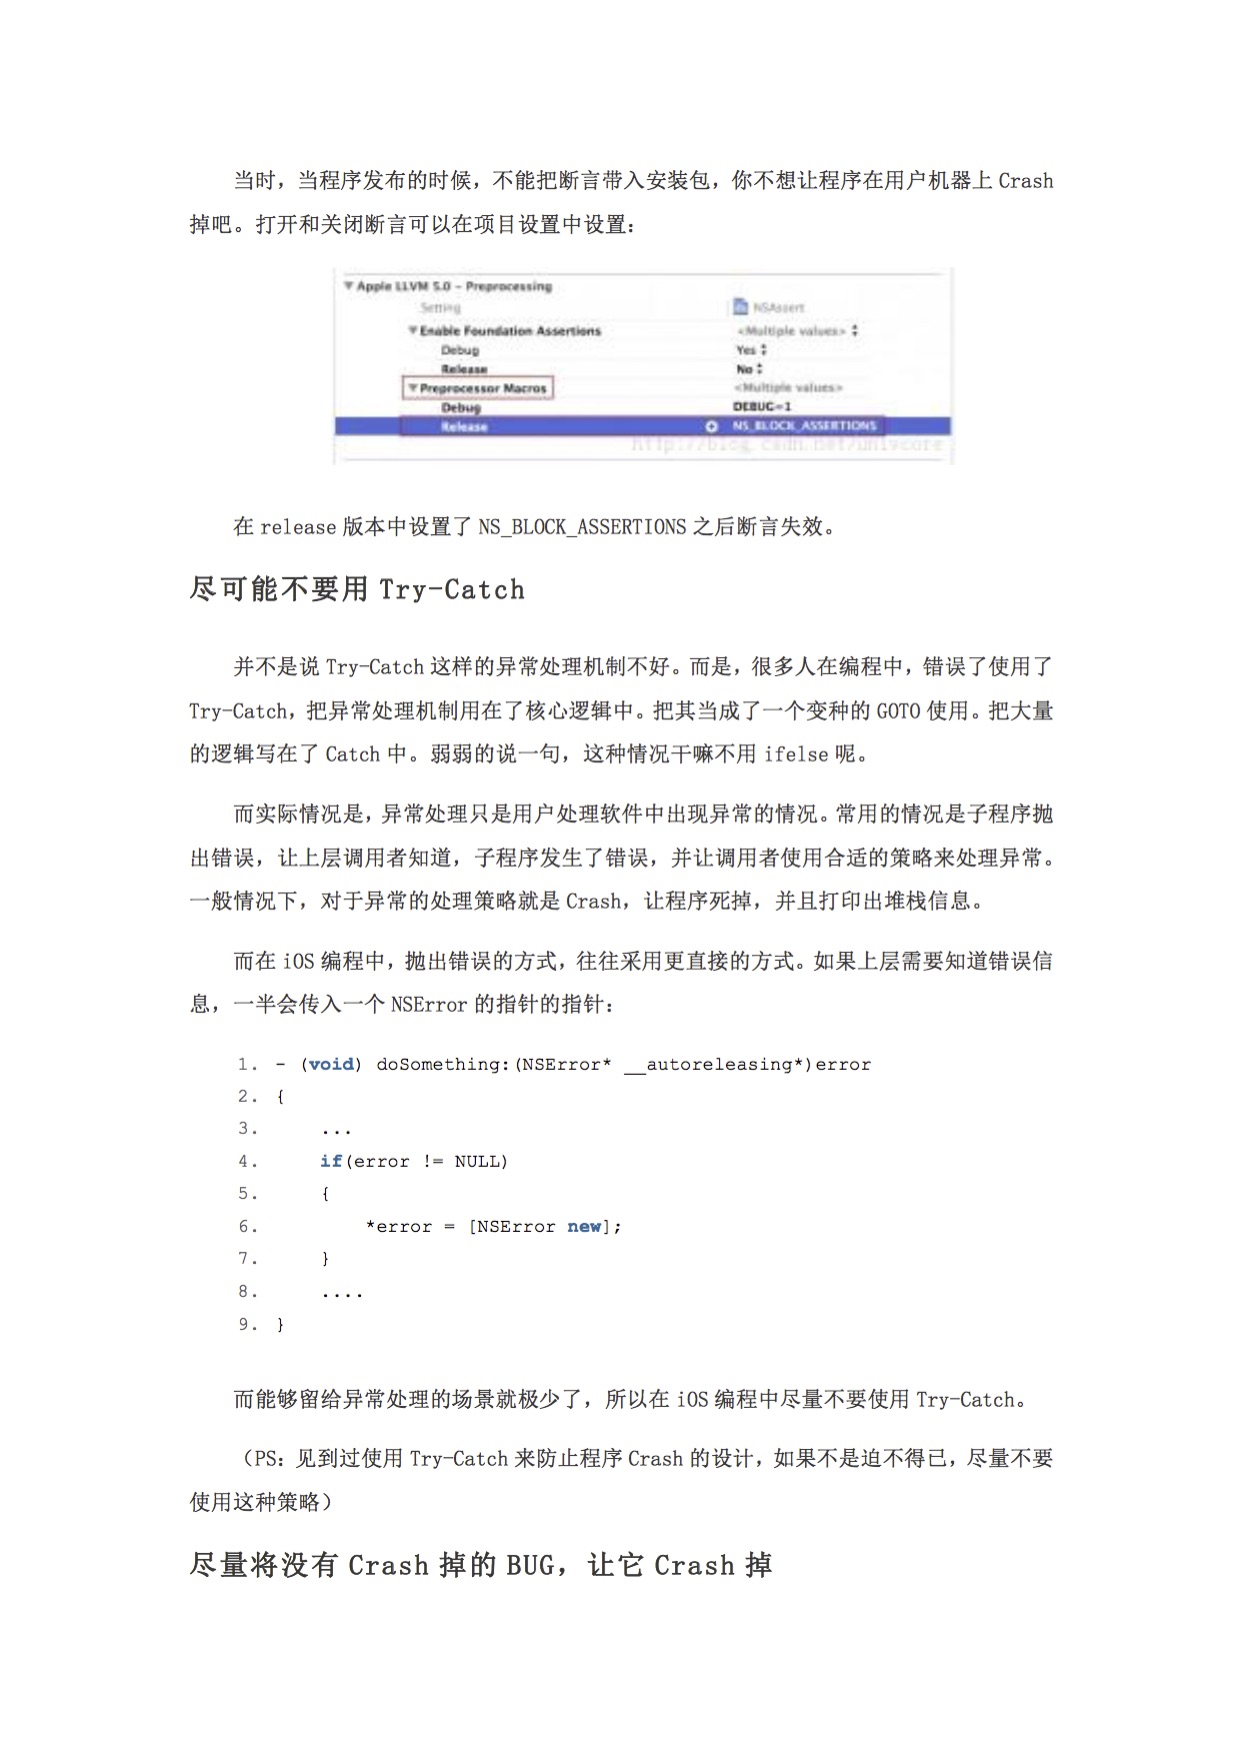 当时，当程序发布的时候，不能把断言带入安装包，你不想让程序在用户机器上 Crash
掉吧。打开和关闭断言可以在项目设置中设置：
▼ Apple LLVM 5.0 - Preprocessing
Setting NSAssert
▼ Enable Foundation Assertions <Multiple values>
Debug Yes
Release No
▼ Preprocessor Macros <Multiple values>
Debug DEBUG=1
Release NS_BLOCK_ASSERTIONS
在 release 版本中设置了 NS_BLOCK_ASSERTIONS 之后断言失效。
尽可能不要用 Try-Catch
并不是说 Try-Catch 这样的异常处理机制不好。而是，很多人在编程中，错误了使用了
Try-Catch，把异常处理机制用在了核心逻辑中。把其当成了一个变种的 GOTO 使用。把大量
的逻辑写在了 Catch 中。弱弱的说一句，这种情况干嘛不用 ifelse 呢。
而实际情况是，异常处理只是用户处理软件中出现异常的情况。常用的情况是子程序抛
出错误，让上层调用者知道，子程序发生了错误，并让调用者使用合适的策略来处理异常。
一般情况下，对于异常的处理策略就是 Crash，让程序死掉，并且打印出堆栈信息。
而在 iOS 编程中，抛出错误的方式，往往采用更直接的方式。如果上层需要知道错误信
息，一半会传入一个 NSError 的指针的指针：
1. - (void) doSomething:(NSError* __autoreleasing*)error
2. {
3. ...
4. if(error != NULL)
5. {
6. *error = [NSError new];
7. }
8. ....
9. }
而能够留给异常处理的场景就极少了，所以在 iOS 编程中尽量不要使用 Try-Catch。
（PS：见到过使用 Try-Catch 来防止程序 Crash 的设计，如果不是迫不得已，尽量不要
使用这种策略）
尽量将没有 Crash 掉的 BUG，让它 Crash 掉